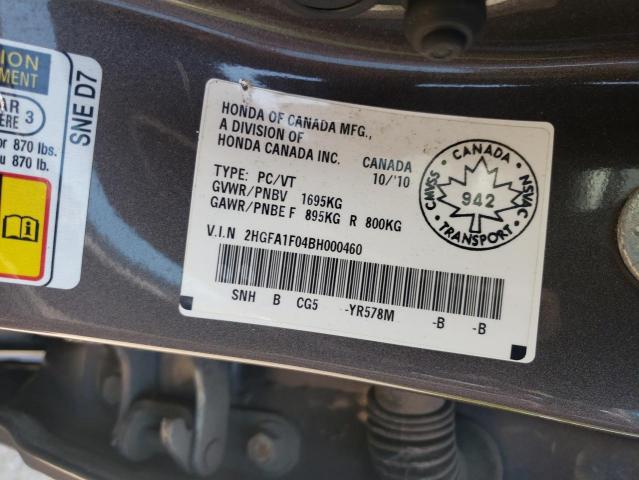 HONDA OF CANADA MFG.,
A DIVISION OF
HONDA CANADA INC.
CANADA
10/'10
TYPE: PC/VT
GVWR/PNBV 1695KG
GAWR/PNBE F 895KG R 800KG
V.I.N 2HGFA1F04BH000460
SNH B CG5 -YR578M -B -B
CANADA
CMVSS
942
NSVAC
TRANSPORT
SNE D7
3
870 lbs.
870 lb.